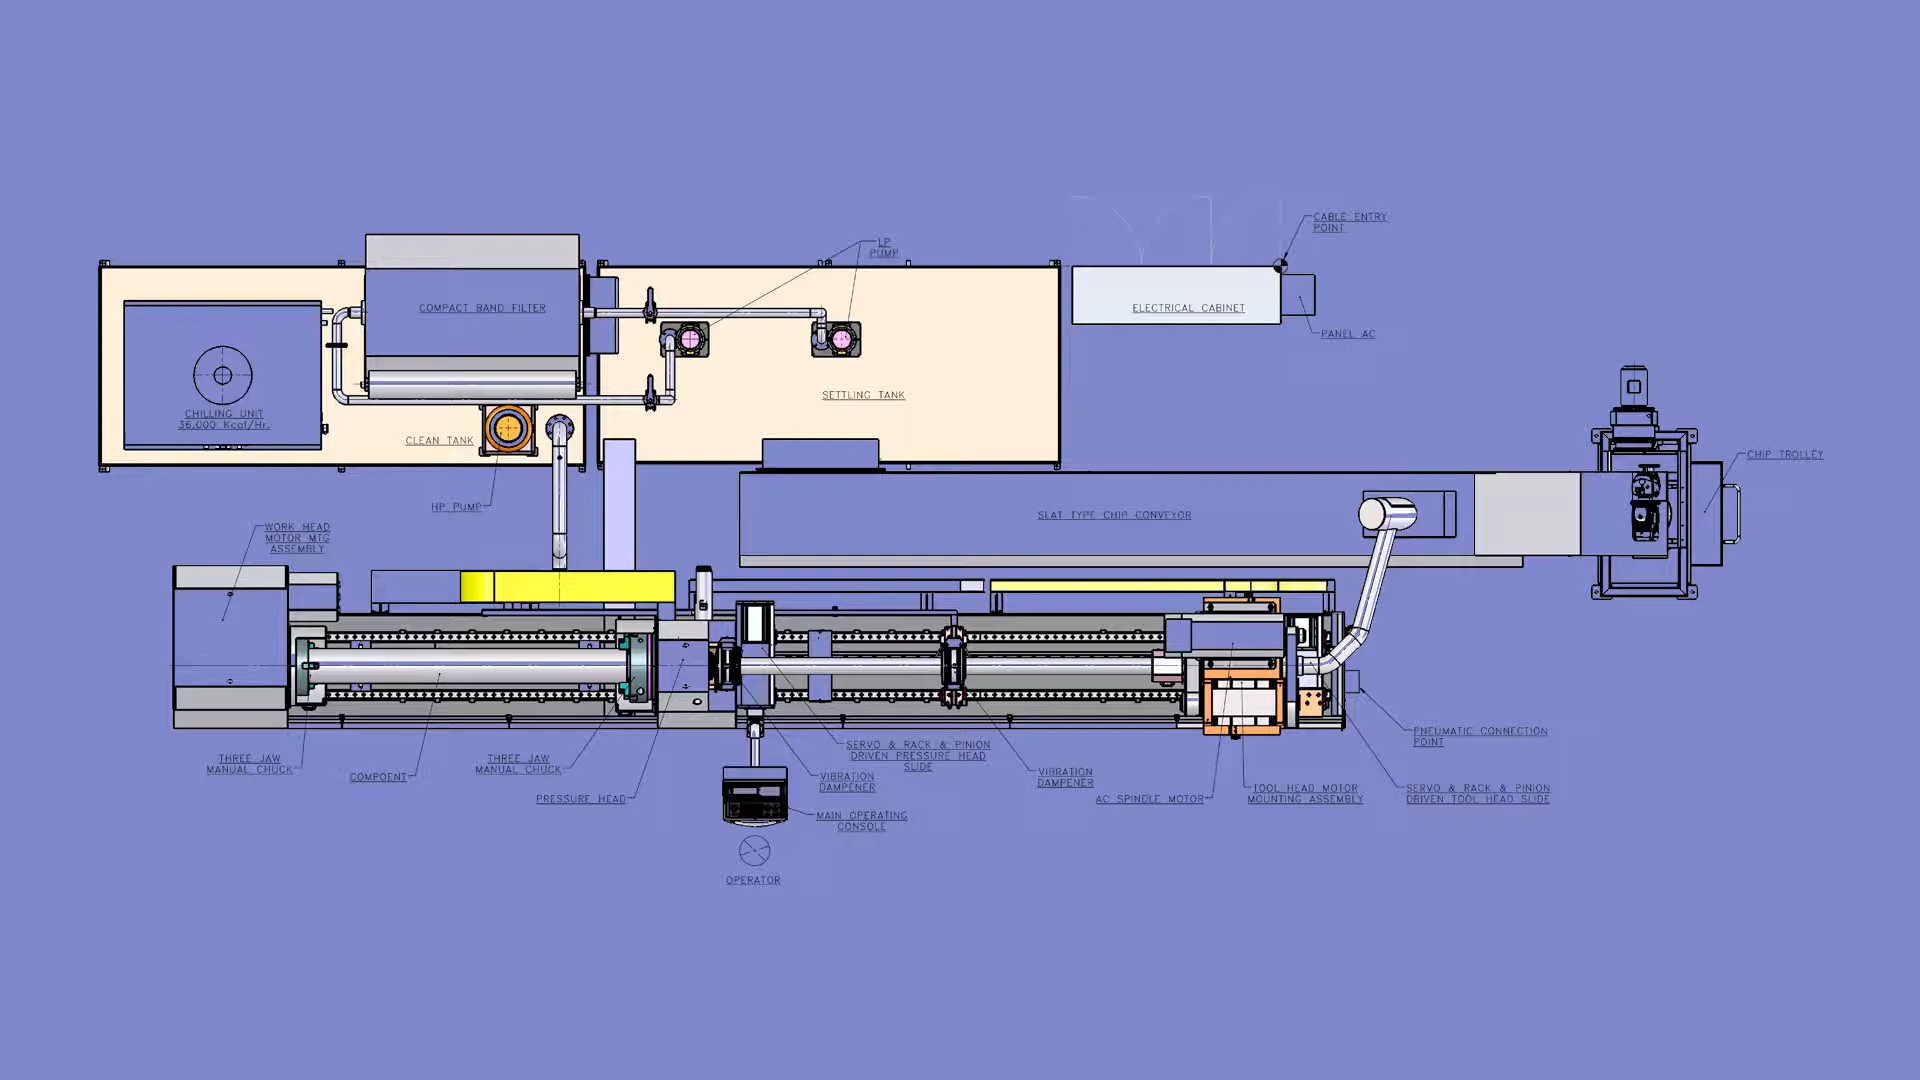 CABLE ENTRY
POINT
LP
PUMP
COMPACT BAND FILTER
ELECTRICAL CABINET
PANEL AC
SETTLING TANK
CHILLING UNIT
36,000 Kcal/Hr.
CLEAN TANK
CHIP TROLLEY
HP PUMP
SLAT TYPE CHIP CONVEYOR
WORK HEAD
MOTOR MTG
ASSEMBLY
PNEUMATIC CONNECTION
POINT
THREE JAW
MANUAL CHUCK
COMPOENT
THREE JAW
MANUAL CHUCK
PRESSURE HEAD
SERVO & RACK & PINION
DRIVEN PRESSURE HEAD
SLIDE
VIBRATION
DAMPENER
VIBRATION
DAMPENER
AC SPINDLE MOTOR
TOOL HEAD MOTOR
MOUNTING ASSEMBLY
SERVO & RACK & PINION
DRIVEN TOOL HEAD SLIDE
MAIN OPERATING
CONSOLE
OPERATOR